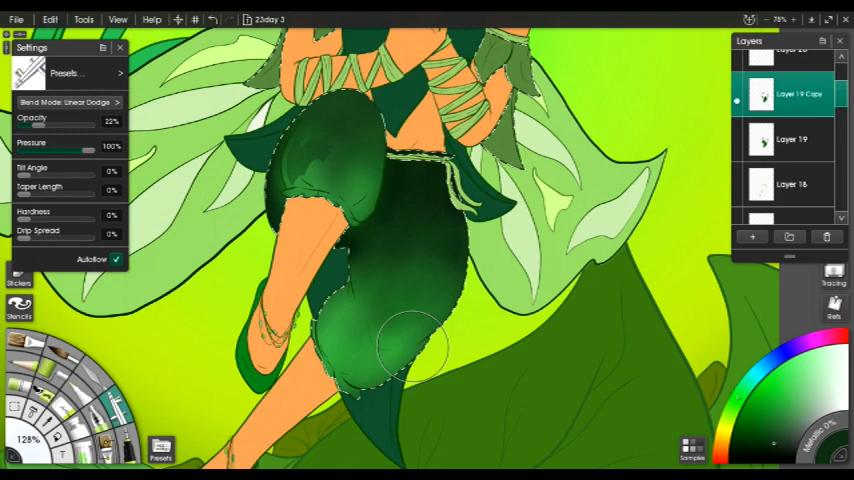 File Edit Tools View Help 23day 3 78%
Settings
Presets...
Blend Mode: Linear Dodge >
Opacity 22%
Pressure 100%
Tilt Angle 0%
Taper Length 0%
Hardness 0%
Drip Spread 0%
Autoflow
Stickers
Stencils
128%
T
Presets
Layers
Layer 19 Copy
Layer 19
Layer 18
Tracing
Refs
Metallic 0%
Samples